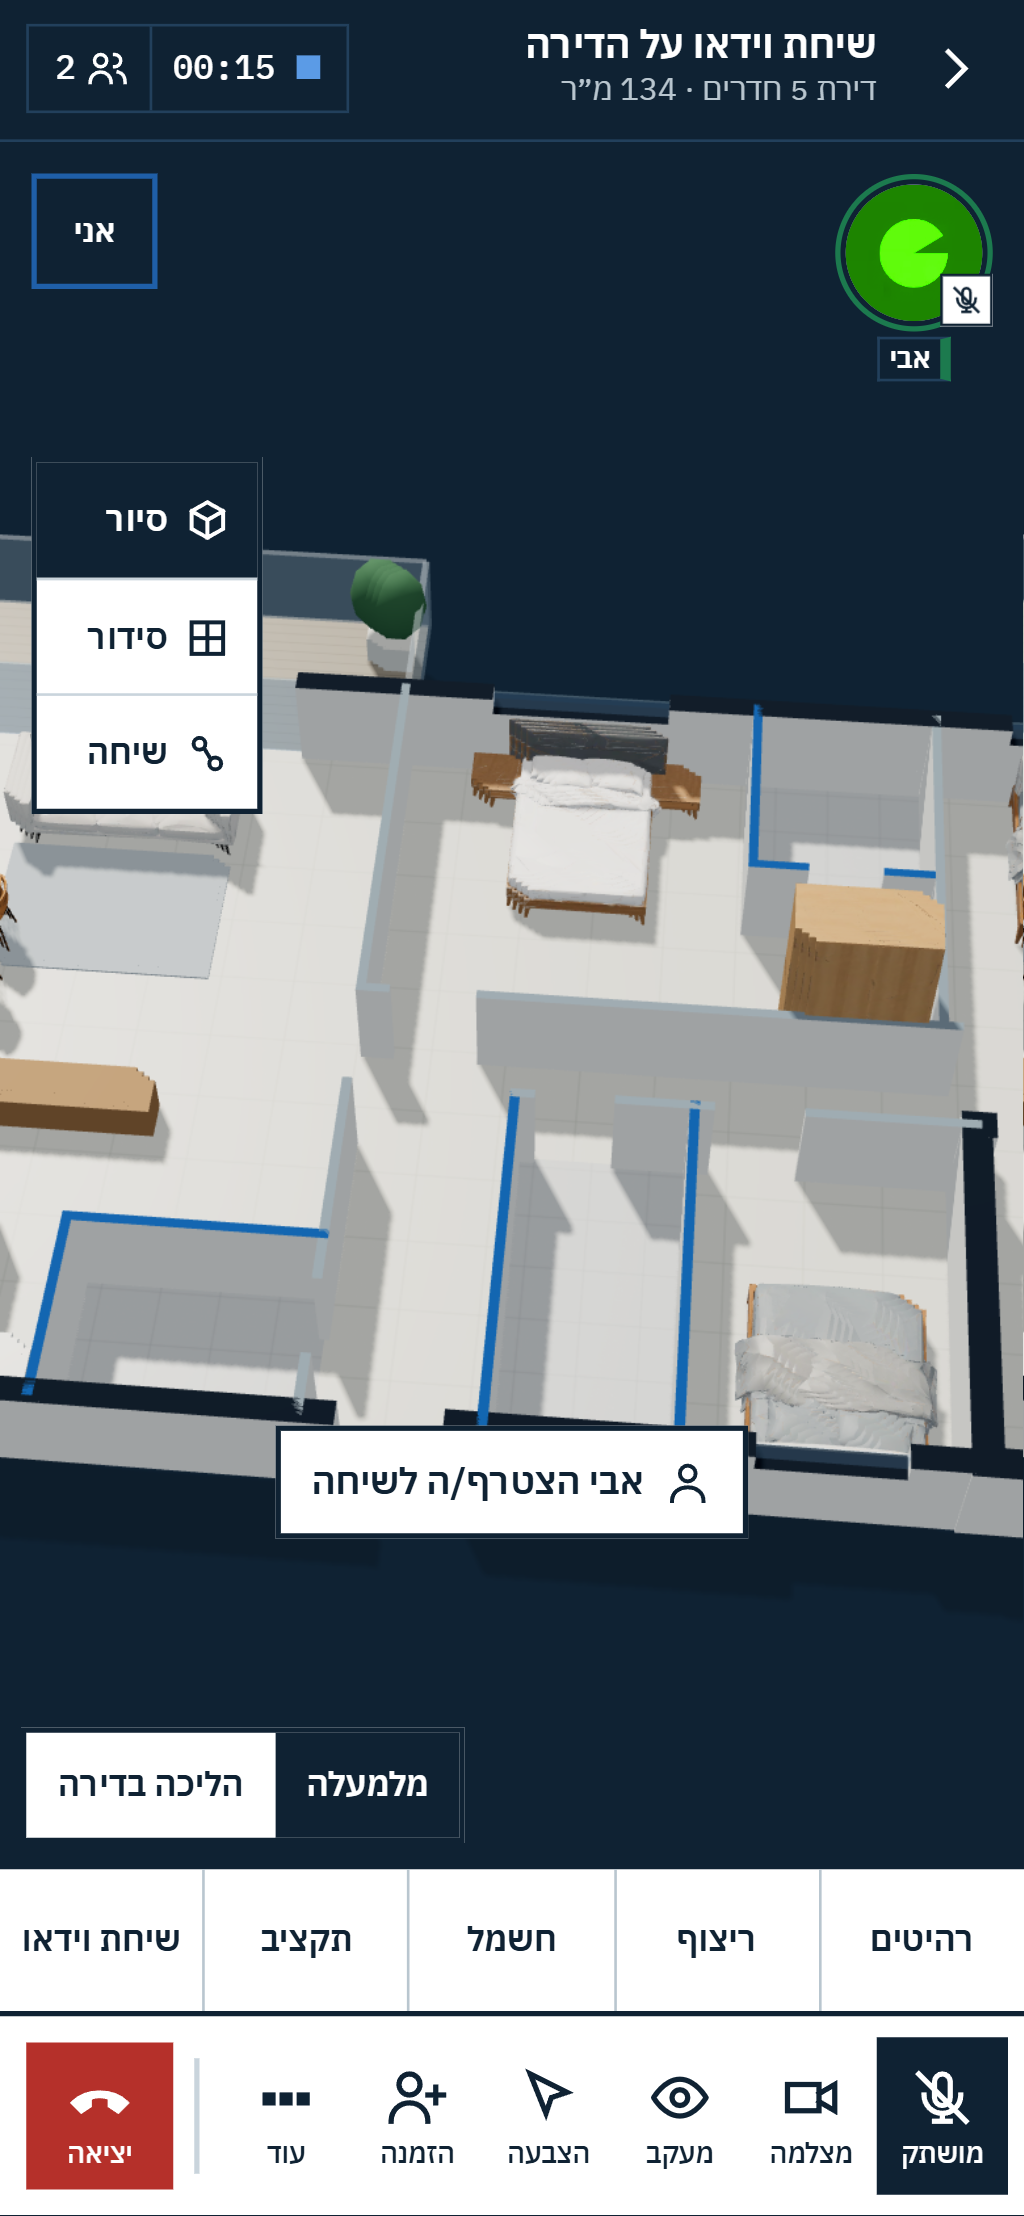 שיחת וידאו על הדירה
דירת 5 חדרים · 134 מ״ר
00:15
2
אני
אבי
סיור
סידור
שיחה
אבי הצטרף/ה לשיחה
מלמעלה
הליכה בדירה
רהיטים
ריצוף
חשמל
תקציב
שיחת וידאו
מושתק
מצלמה
מעקב
הצבעה
הזמנה
עוד
יציאה